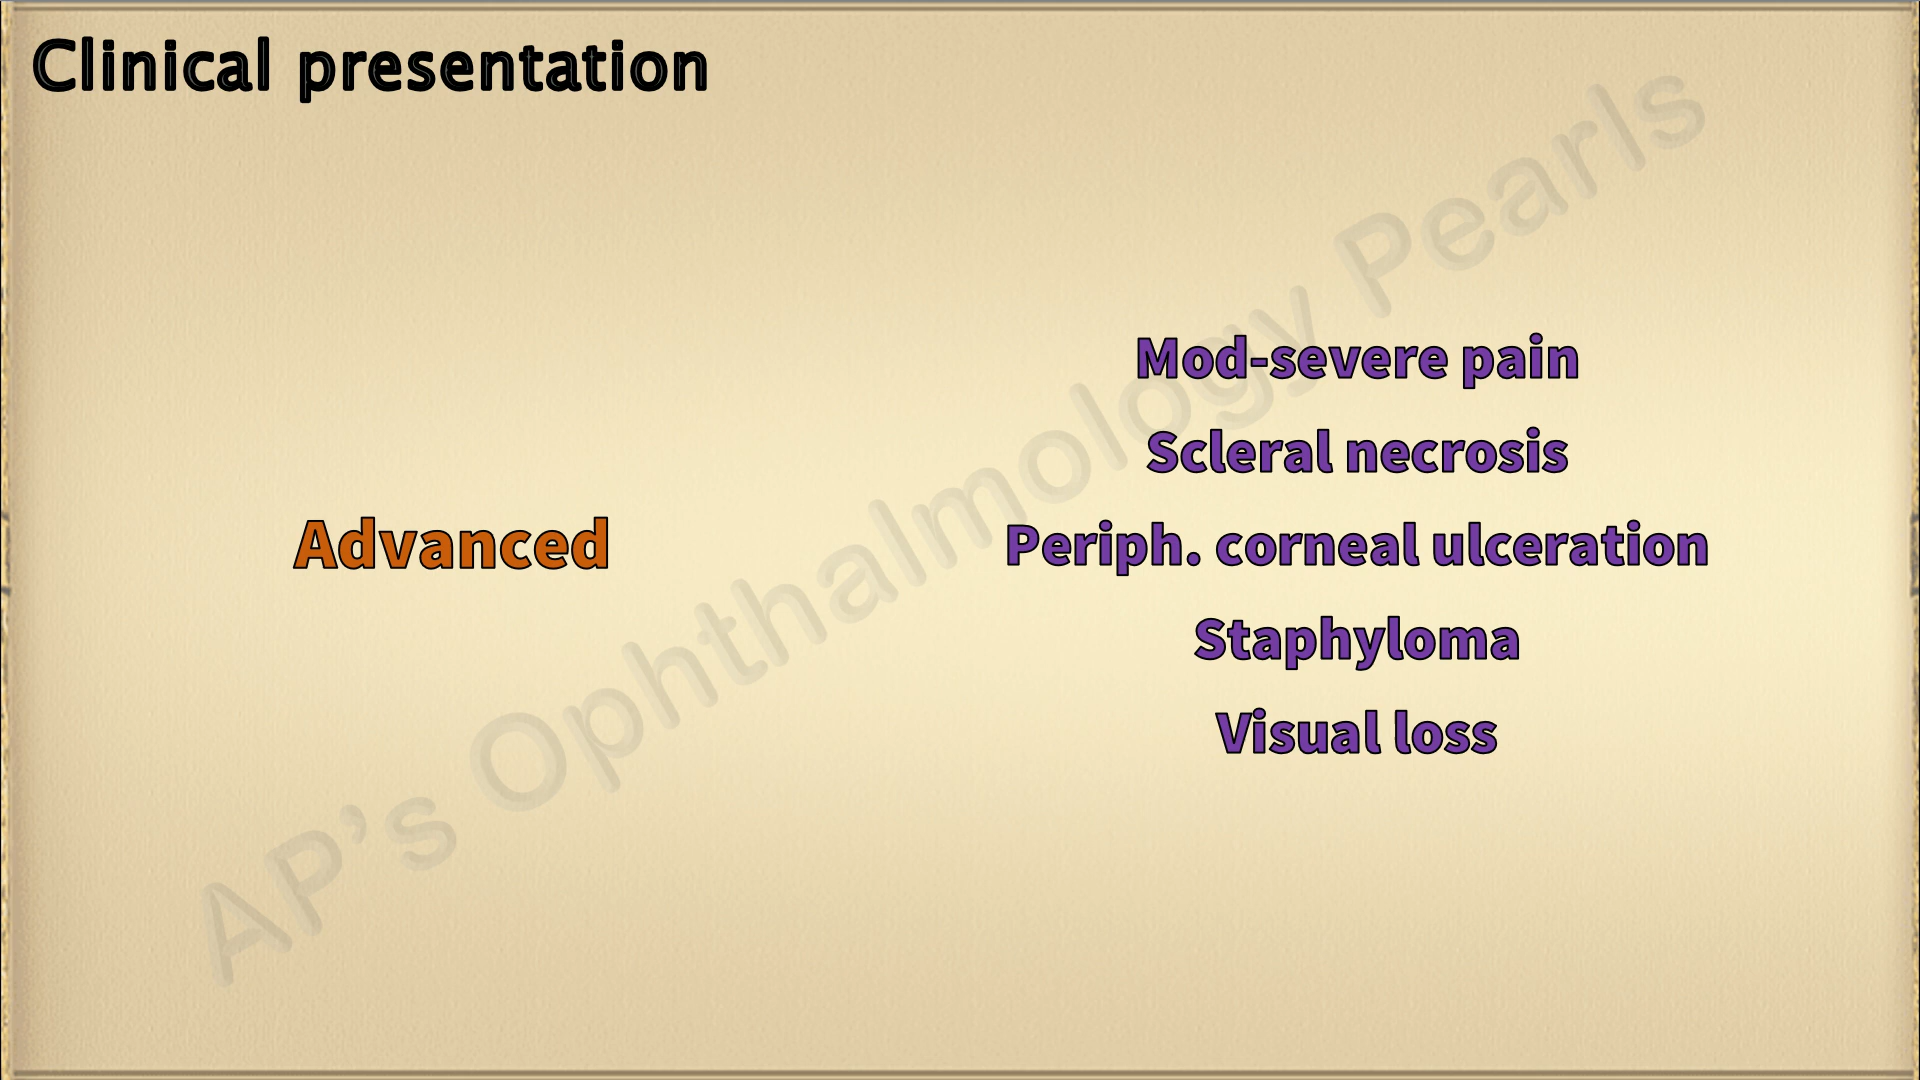 Clinical presentation
Advanced
Mod-severe pain
Scleral necrosis
Periph. corneal ulceration
Staphyloma
Visual loss
AP’s Ophthalmology Pearls